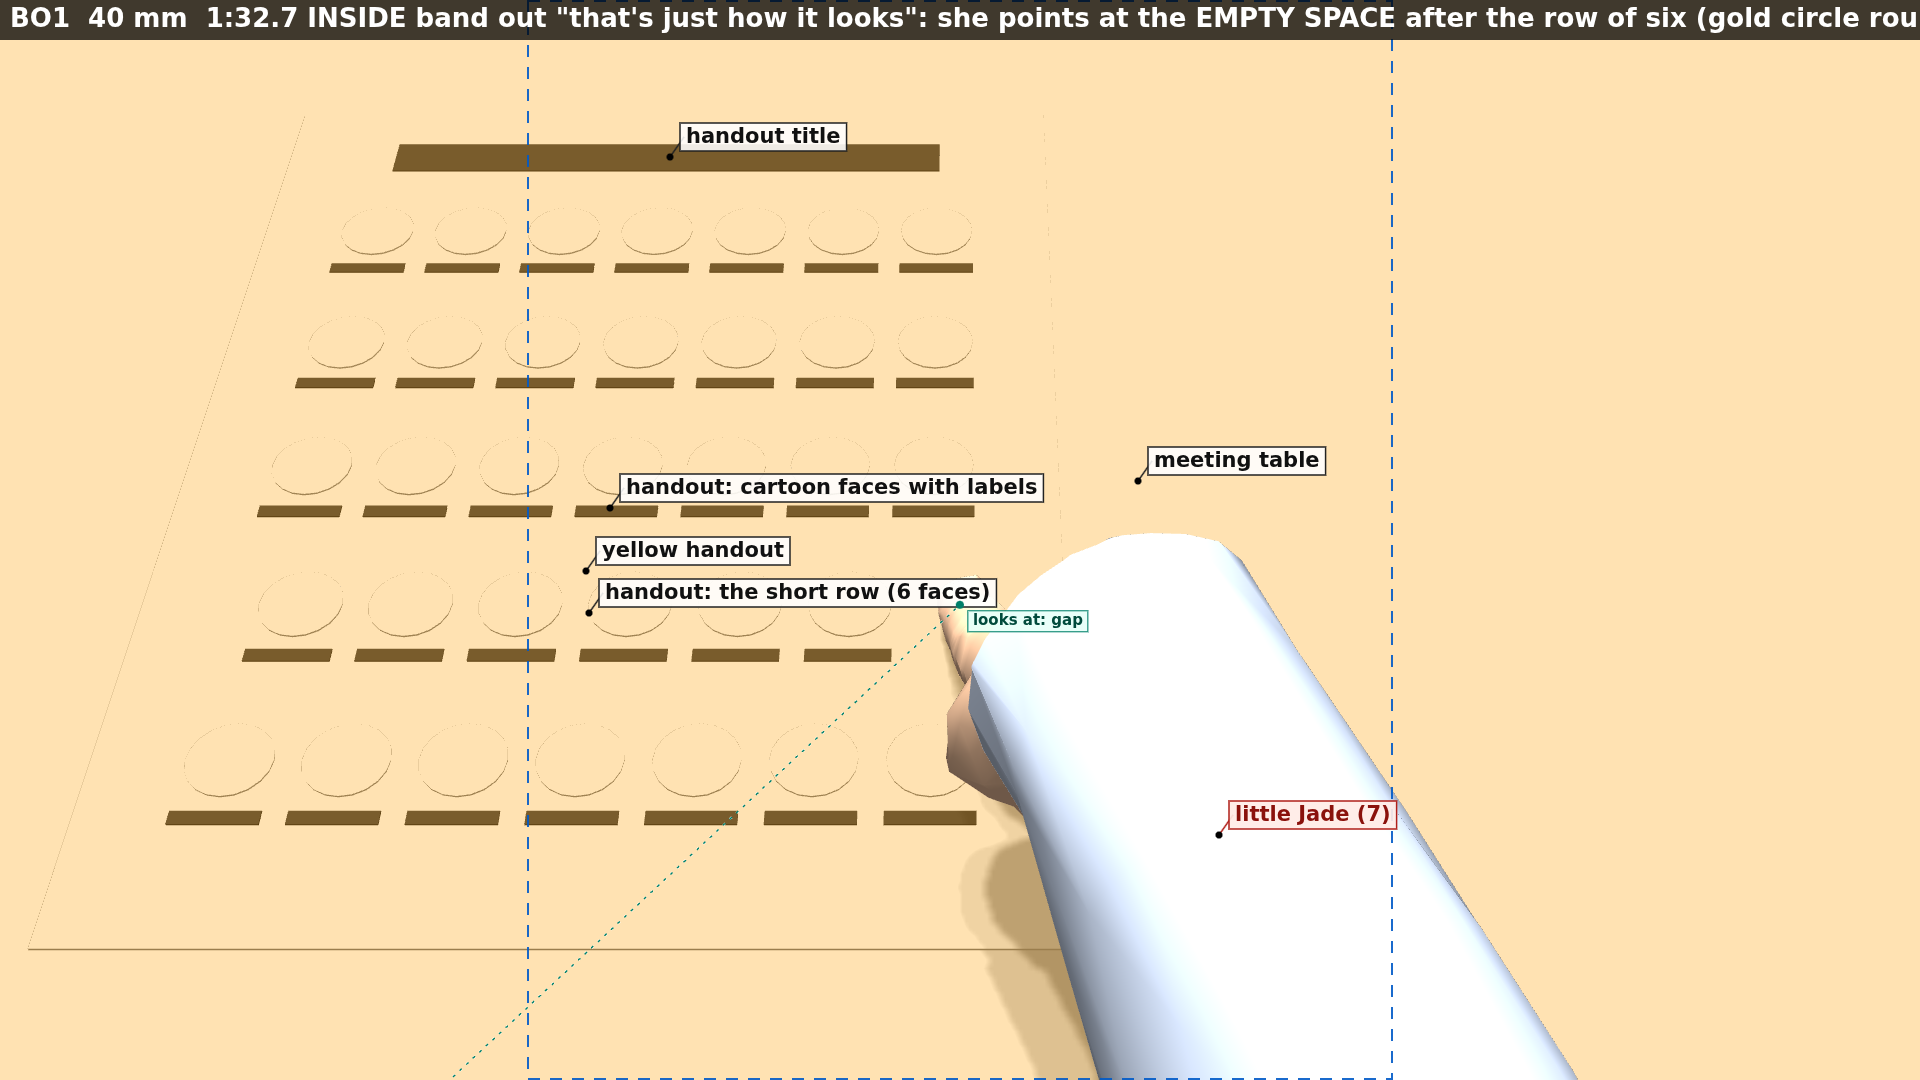 BO1 40 mm 1:32.7 INSIDE band out "that's just how it looks": she points at the EMPTY SPACE after the row of six (gold circle rou
handout title
meeting table
handout: cartoon faces with labels
yellow handout
handout: the short row (6 faces)
looks at: gap
little Jade (7)